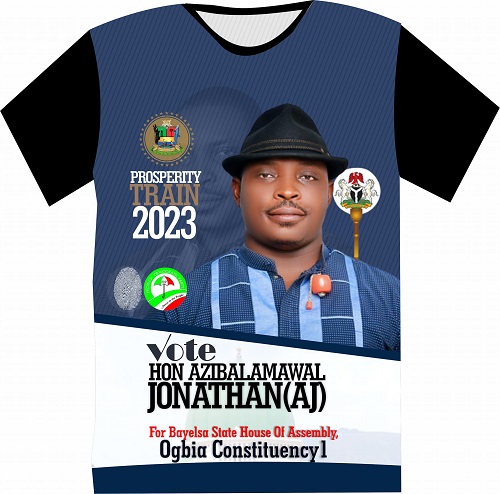 PROSPERITY
TRAIN
2023
Vote
HON AZIBALAMAWAL
JONATHAN(AJ)
For Bayelsa State House Of Assembly,
Ogbia Constituency1